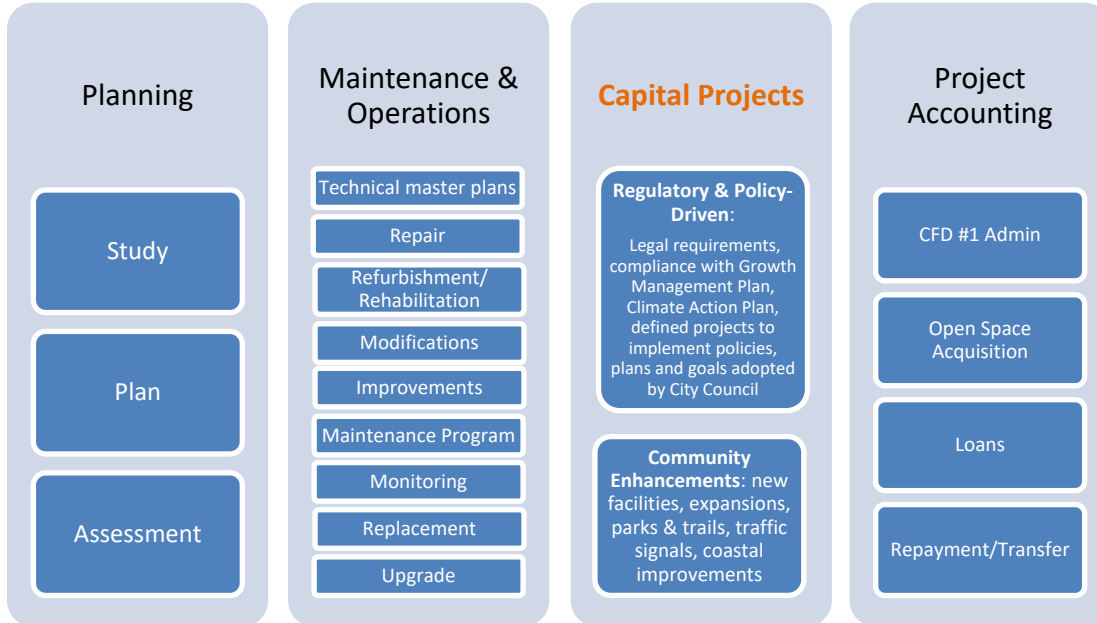 Planning
Study
Plan
Assessment
Maintenance &
Operations
Technical master plans
Repair
Refurbishment/
Rehabilitation
Modifications
Improvements
Maintenance Program
Monitoring
Replacement
Upgrade
Capital Projects
Regulatory & Policy-
Driven:
Legal requirements,
compliance with Growth
Management Plan,
Climate Action Plan,
defined projects to
implement policies,
plans and goals adopted
by City Council
Community
Enhancements: new
facilities, expansions,
parks & trails, traffic
signals, coastal
improvements
Project
Accounting
CFD #1 Admin
Open Space
Acquisition
Loans
Repayment/Transfer